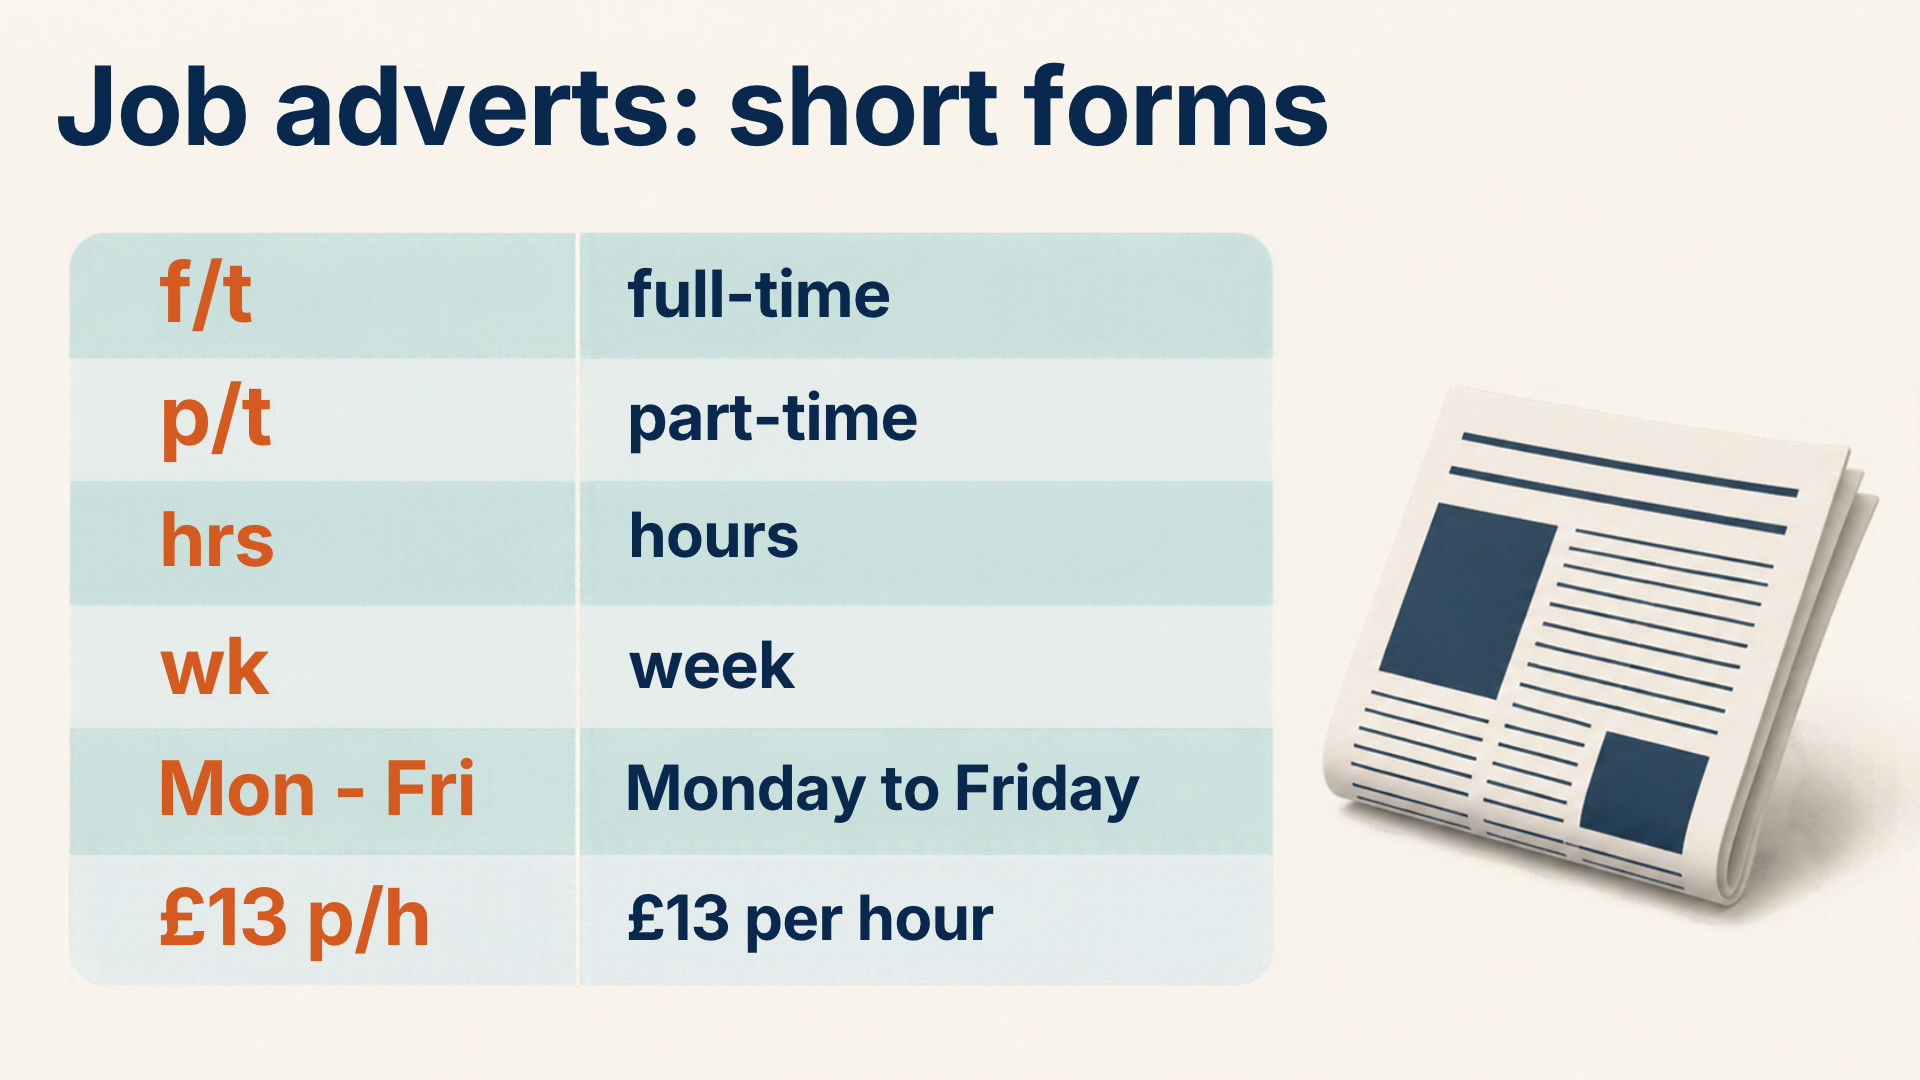 Job adverts: short forms
f/t full-time
p/t part-time
hrs hours
wk week
Mon - Fri Monday to Friday
£13 p/h £13 per hour